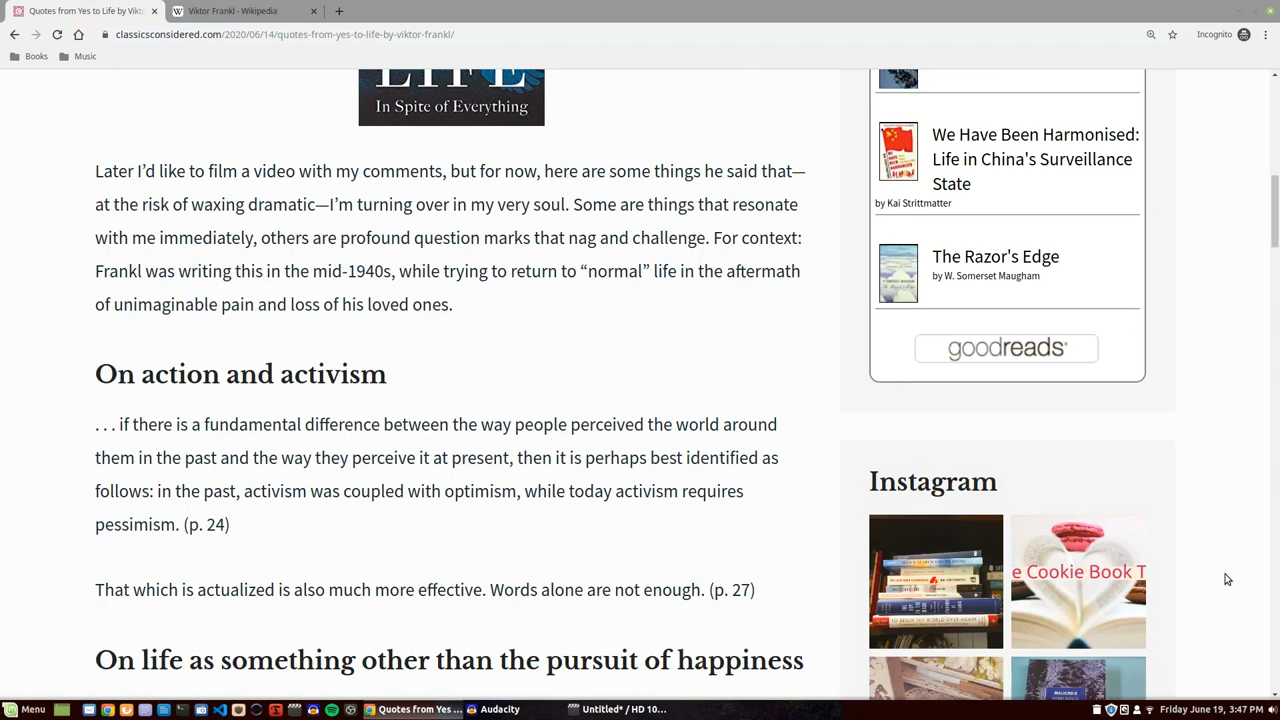 Quotes from Yes to Life by Vikto
Viktor Frankl - Wikipedia
classicsconsidered.com/2020/06/14/quotes-from-yes-to-life-by-viktor-frankl/
Incognito
Books
Music
LIFE
In Spite of Everything
Later I’d like to film a video with my comments, but for now, here are some things he said that—
at the risk of waxing dramatic—I’m turning over in my very soul. Some are things that resonate
with me immediately, others are profound question marks that nag and challenge. For context:
Frankl was writing this in the mid-1940s, while trying to return to “normal” life in the aftermath
of unimaginable pain and loss of his loved ones.
On action and activism
. . . if there is a fundamental difference between the way people perceived the world around
them in the past and the way they perceive it at present, then it is perhaps best identified as
follows: in the past, activism was coupled with optimism, while today activism requires
pessimism. (p. 24)
That which is actuarized is also much more effective. Words alone are not enough. (p. 27)
On life as something other than the pursuit of happiness
We Have Been Harmonised:
Life in China's Surveillance
State
by Kai Strittmatter
The Razor's Edge
by W. Somerset Maugham
goodreads
Instagram
e Cookie Book T
Menu
Quotes from Yes ...
Audacity
Untitled* / HD 10...
Friday June 19, 3:47 PM